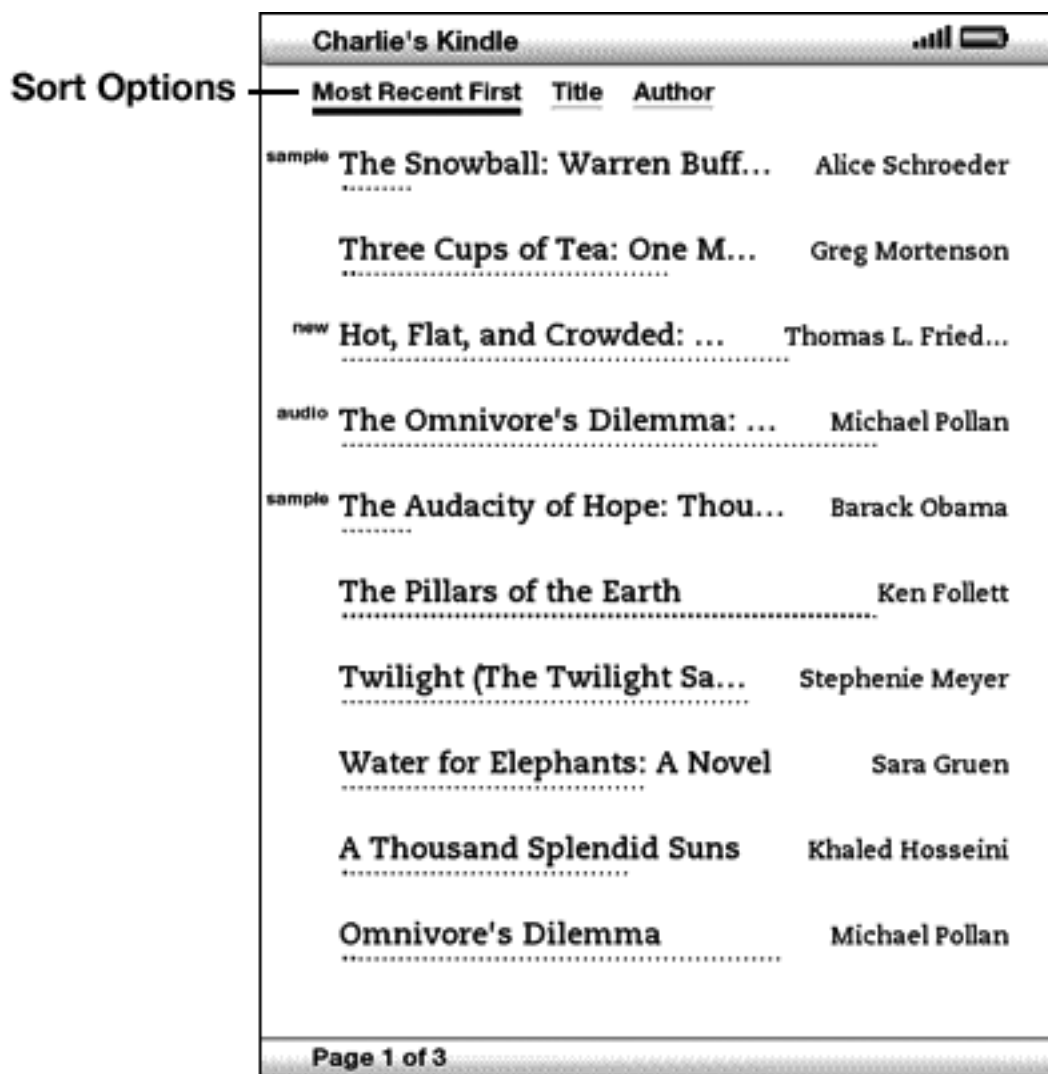 Charlie's Kindle
Sort Options
Most Recent First Title Author
sample The Snowball: Warren Buff... Alice Schroeder
Three Cups of Tea: One M... Greg Mortenson
new Hot, Flat, and Crowded: ... Thomas L. Fried...
audio The Omnivore's Dilemma: ... Michael Pollan
sample The Audacity of Hope: Thou... Barack Obama
The Pillars of the Earth Ken Follett
Twilight (The Twilight Sa... Stephenie Meyer
Water for Elephants: A Novel Sara Gruen
A Thousand Splendid Suns Khaled Hosseini
Omnivore's Dilemma Michael Pollan
Page 1 of 3